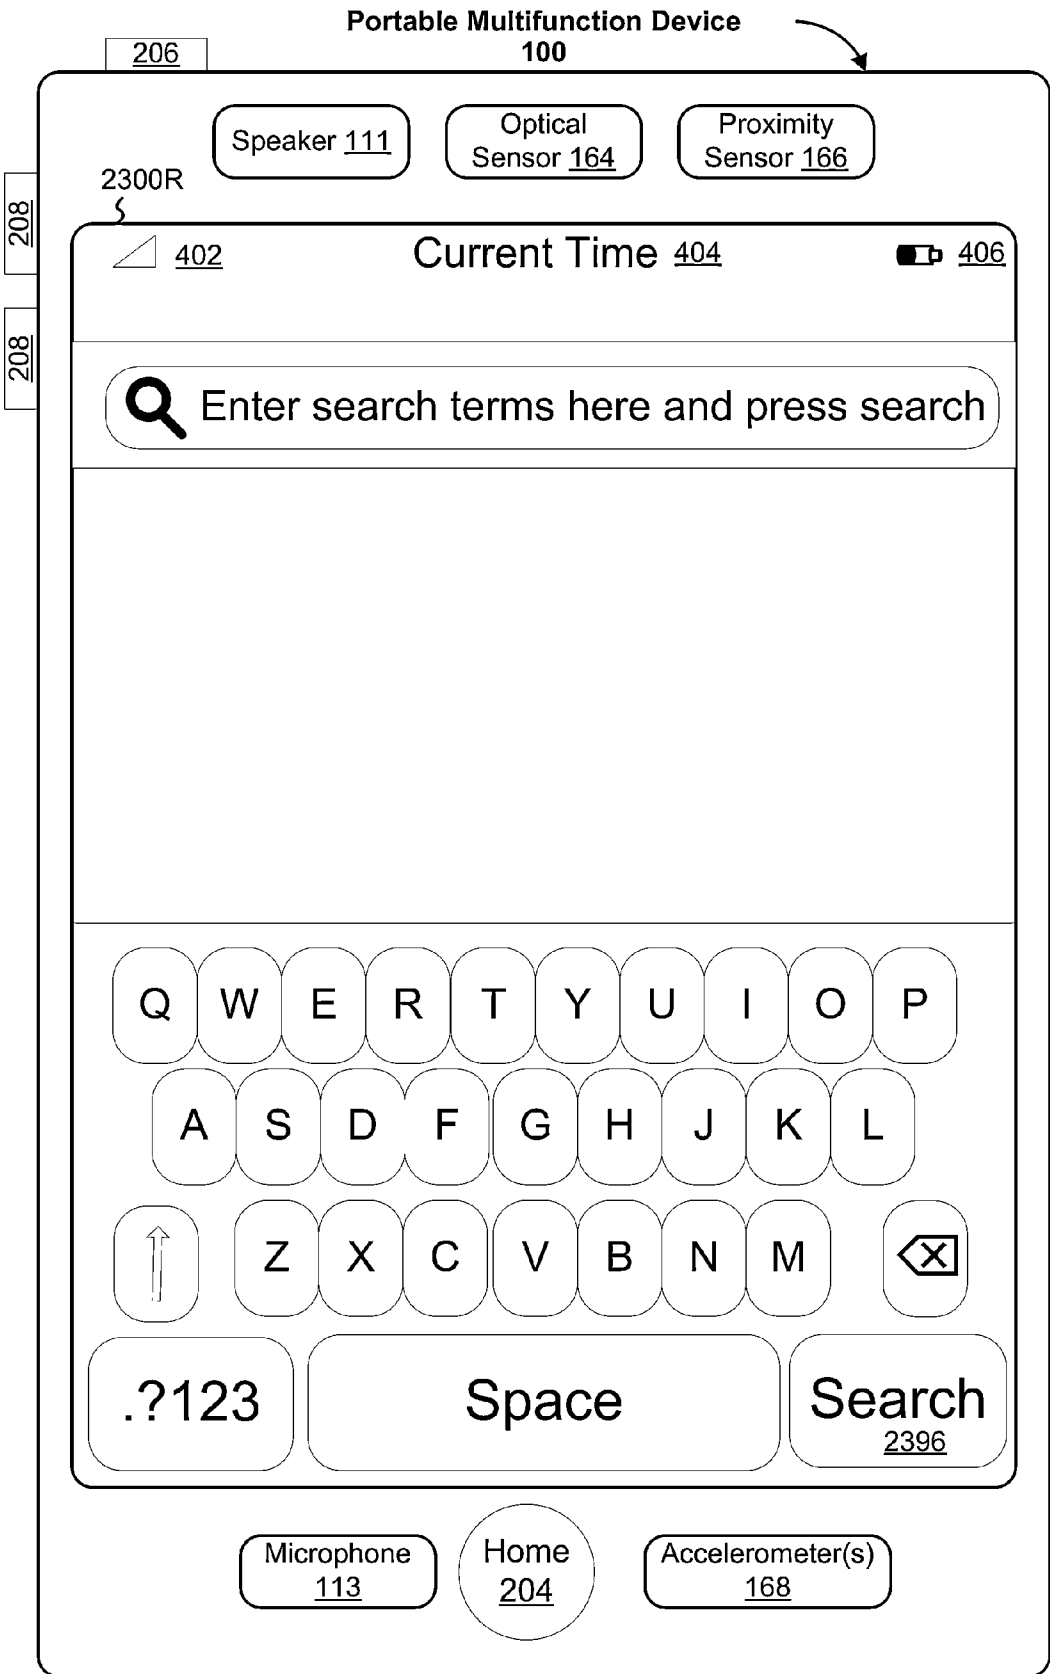 Portable Multifunction Device
100
206
Speaker 111
Optical
Sensor 164
Proximity
Sensor 166
2300R
208
208
402
Current Time 404
406
Enter search terms here and press search
Q W E R T Y U I O P
A S D F G H J K L
Z X C V B N M
.?123
Space
Search
2396
Microphone
113
Home
204
Accelerometer(s)
168